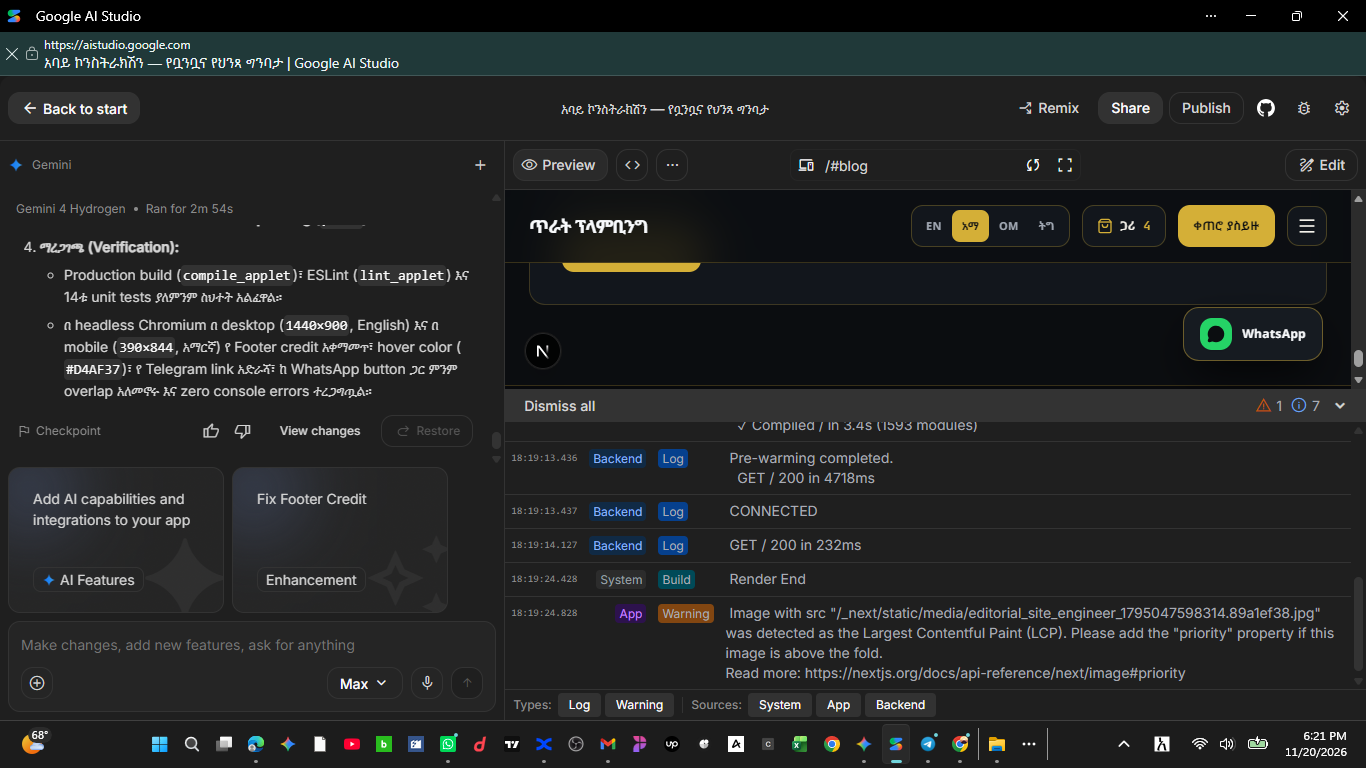 Google AI Studio
https://aistudio.google.com
አባይ ኮንስትራክሽን — የቧንቧና የህንጻ ግንባታ | Google AI Studio
Back to start
አባይ ኮንስትራክሽን — የቧንቧና የህንጻ ግንባታ
Remix
Share
Publish
Gemini
Preview
/#blog
Edit
Gemini 4 Hydrogen • Ran for 2m 54s
4. ማረጋገጫ (Verification):
Production build (compile_applet)፣ ESLint (lint_applet) እና
14ቱ unit tests ያለምንም ስህተት አልፈዋል።
በ headless Chromium በ desktop (1440×900, English) እና በ
mobile (390×844, አማርኛ) የ Footer credit አቀማመጥ፣ hover color (
#D4AF37)፣ የ Telegram link አድራሻ፣ ከ WhatsApp button ጋር ምንም
overlap አለመኖሩ እና zero console errors ተረጋግጧል።
Checkpoint
View changes
Restore
Add AI capabilities and
integrations to your app
AI Features
Fix Footer Credit
Enhancement
Make changes, add new features, ask for anything
Max
ጥራት ፕላምቢንግ
EN
አማ
OM
ትግ
ጋሪ 4
ቀጠሮ ያስይዙ
N
WhatsApp
Dismiss all
1
7
✓ Compiled / in 3.4s (1593 modules)
18:19:13.436 Backend Log Pre-warming completed.
GET / 200 in 4718ms
18:19:13.437 Backend Log CONNECTED
18:19:14.127 Backend Log GET / 200 in 232ms
18:19:24.428 System Build Render End
18:19:24.828 App Warning Image with src "/_next/static/media/editorial_site_engineer_1795047598314.89a1ef38.jpg"
was detected as the Largest Contentful Paint (LCP). Please add the "priority" property if this
image is above the fold.
Read more: https://nextjs.org/docs/api-reference/next/image#priority
Types: Log Warning Sources: System App Backend
68°
6:21 PM
11/20/2026